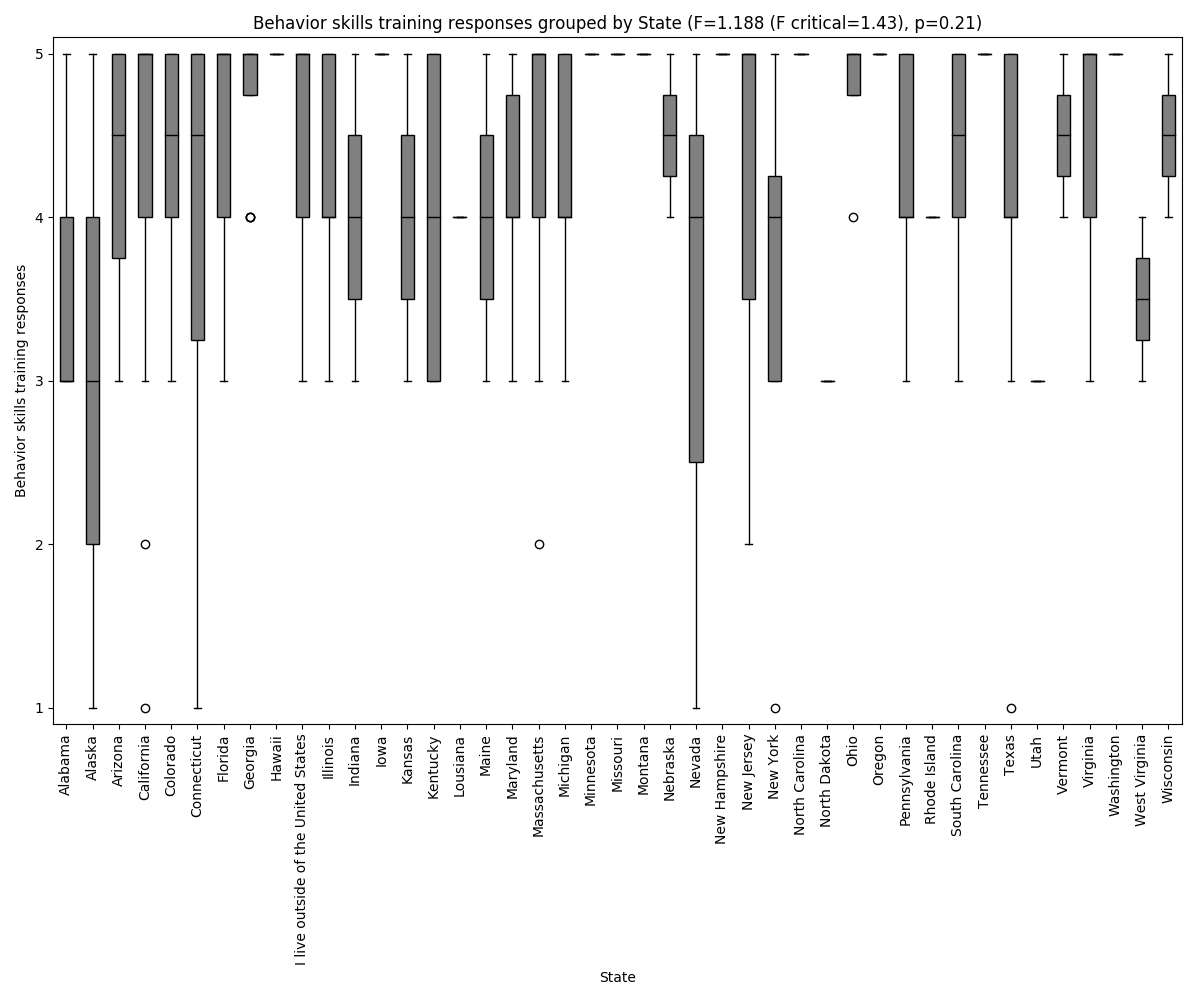 Behavior skills training responses grouped by State (F=1.188 (F critical=1.43), p=0.21)
Behavior skills training responses
5
4
3
2
1
Alabama
Alaska
Arizona
California
Colorado
Connecticut
Florida
Georgia
Hawaii
I live outside of the United States
Illinois
Indiana
Iowa
Kansas
Kentucky
Lousiana
Maine
Maryland
Massachusetts
Michigan
Minnesota
Missouri
Montana
Nebraska
Nevada
New Hampshire
New Jersey
New York
North Carolina
North Dakota
Ohio
Oregon
Pennsylvania
Rhode Island
South Carolina
Tennessee
Texas
Utah
Vermont
Virginia
Washington
West Virginia
Wisconsin
State